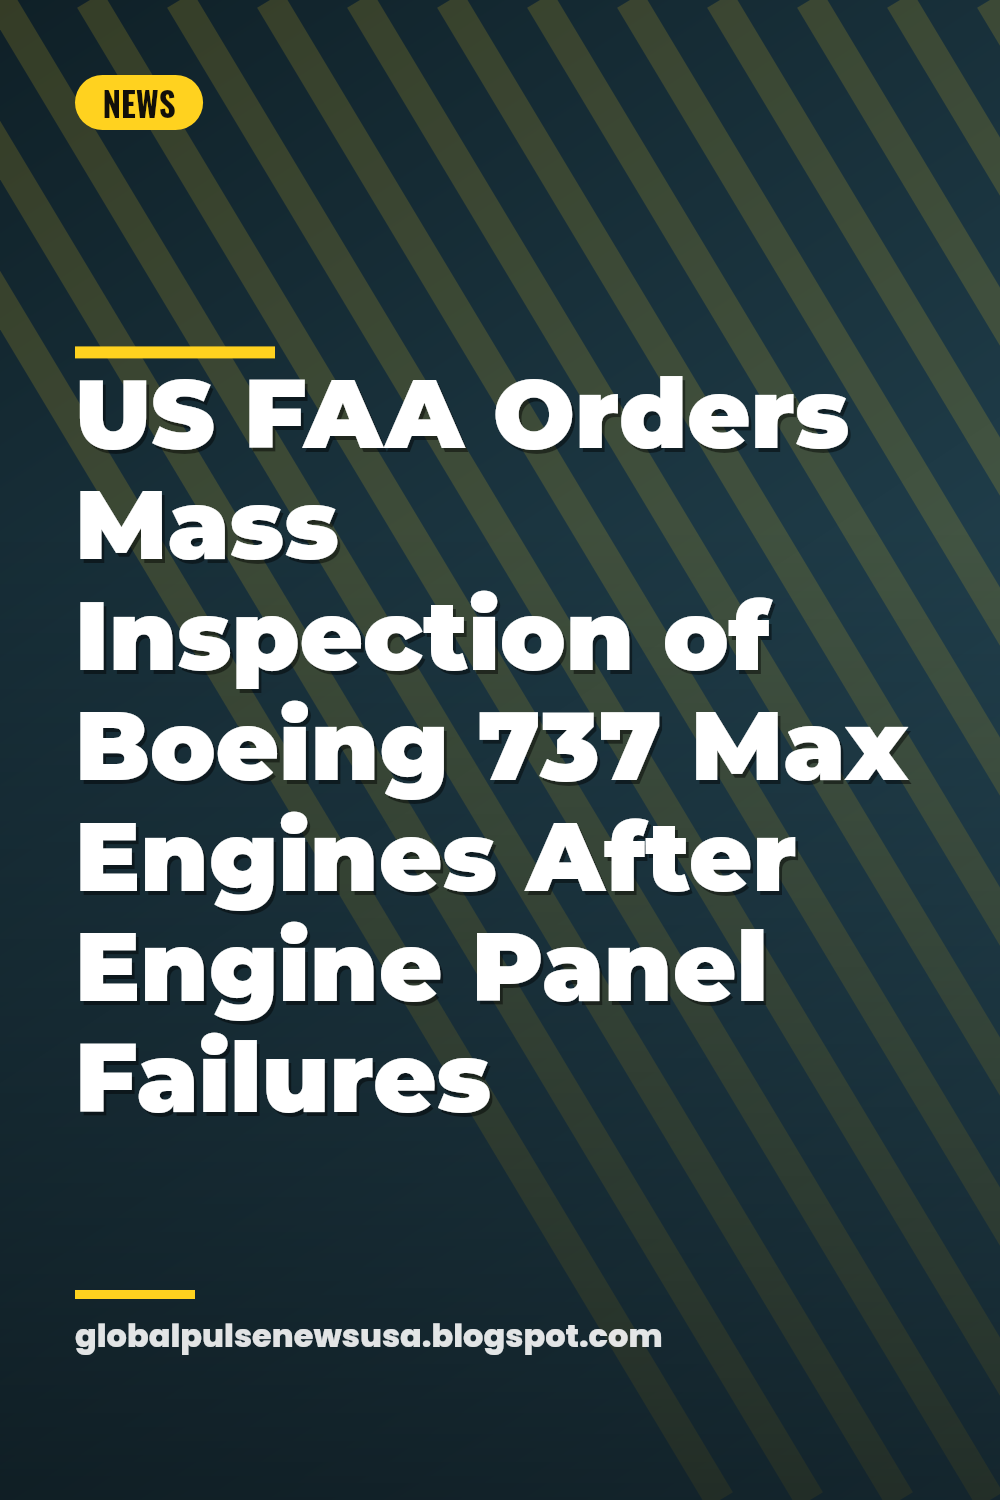 NEWS
US FAA Orders
Mass
Inspection of
Boeing 737 Max
Engines After
Engine Panel
Failures
globalpulsenewsusa.blogspot.com